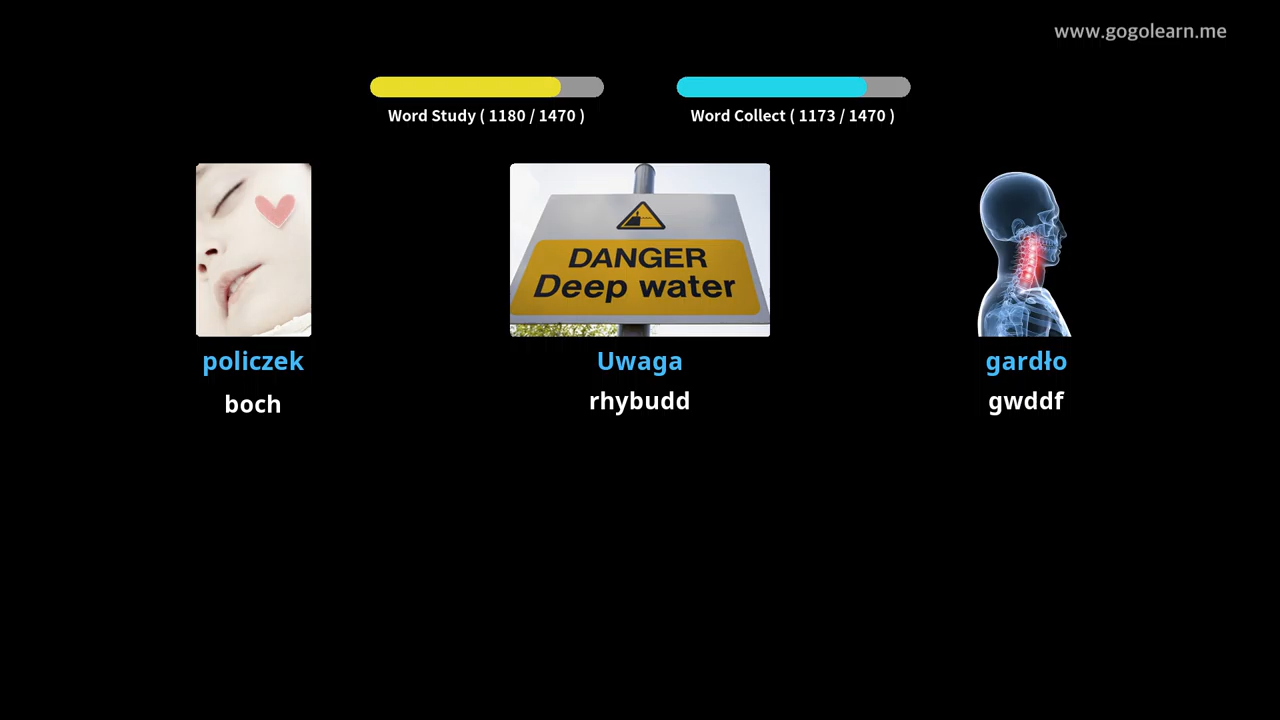 www.gogolearn.me
Word Study ( 1180 / 1470 )
Word Collect ( 1173 / 1470 )
DANGER
Deep water
policzek
Uwaga
gardło
boch
rhybudd
gwddf